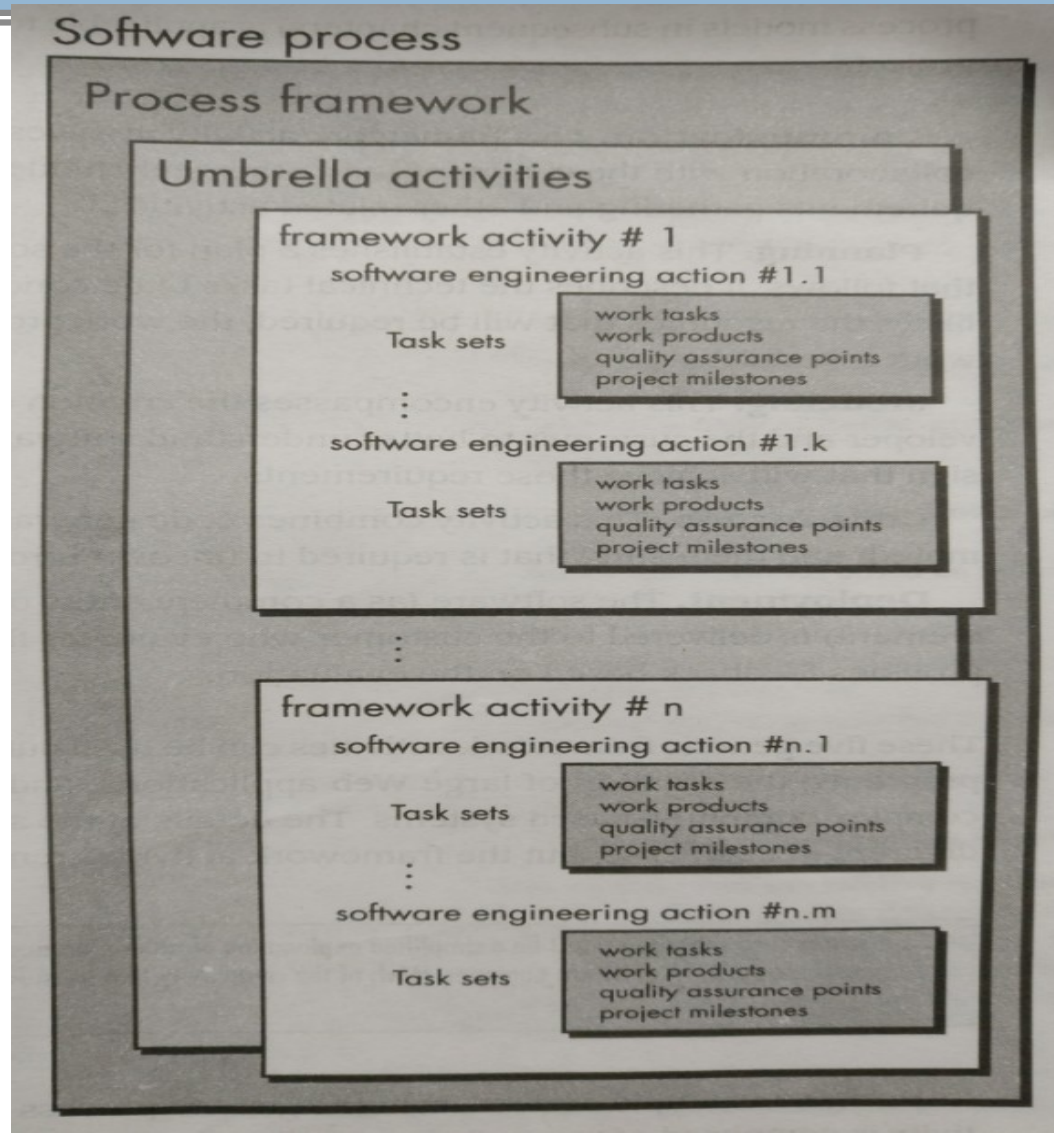 Software process
Process framework
Umbrella activities
framework activity # 1
software engineering action #1.1
Task sets
work tasks
work products
quality assurance points
project milestones
software engineering action #1.k
Task sets
work tasks
work products
quality assurance points
project milestones
framework activity # n
software engineering action #n.1
Task sets
work tasks
work products
quality assurance points
project milestones
software engineering action #n.m
Task sets
work tasks
work products
quality assurance points
project milestones